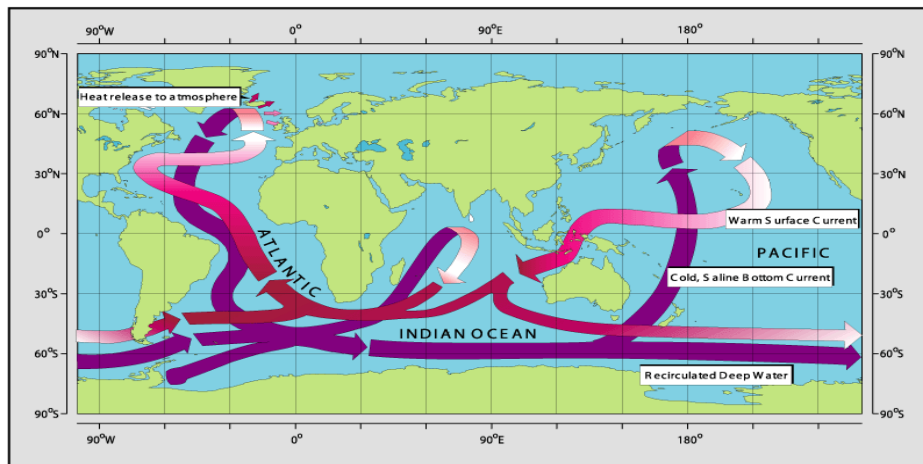 90°W 0° 90°E 180°
90°N 90°N
Heat release to atmosphere
60°N 60°N
30°N 30°N
Warm Surface Current
0° 0°
ATLANTIC
PACIFIC
Cold, Saline Bottom Current
30°S 30°S
INDIAN OCEAN
60°S 60°S
Recirculated Deep Water
90°S 90°S
90°W 0° 90°E 180°